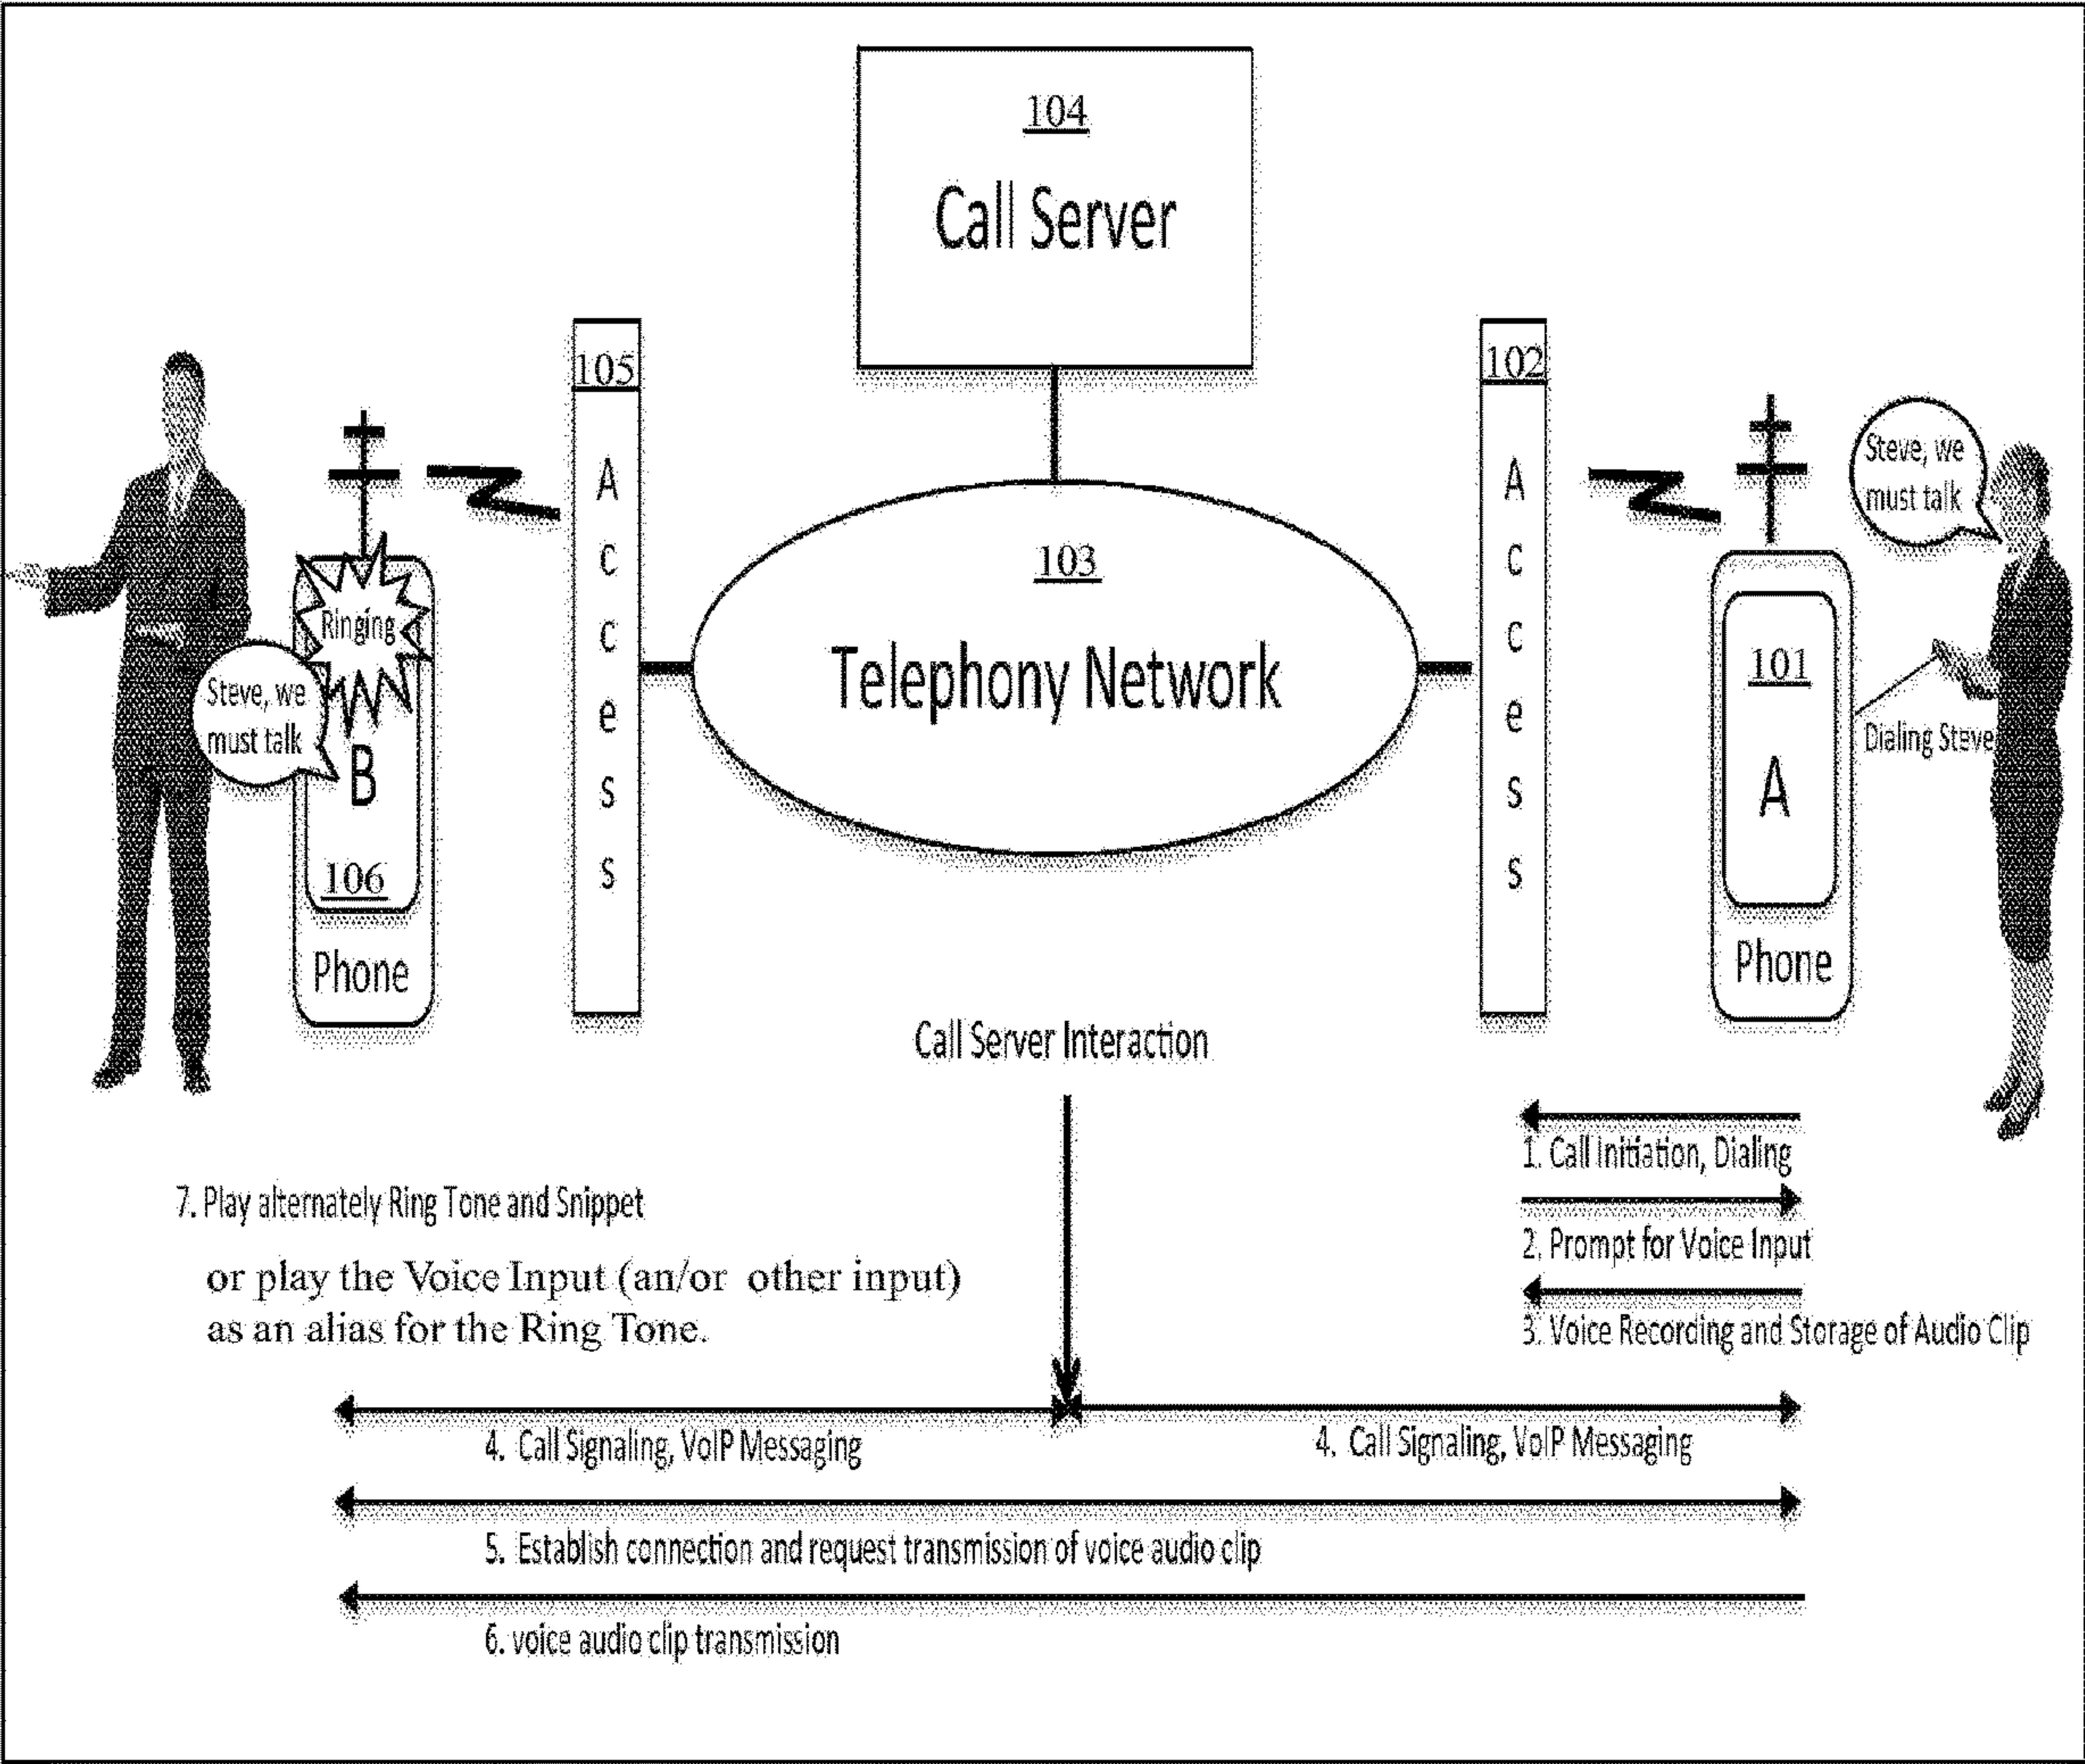 104
Call Server
105
102
Access
Access
Steve, we
must talk
103
Telephony Network
Ringing
Steve, we
must talk
B
106
Phone
101
A
Dialing Steve
Phone
Call Server Interaction
1. Call Initiation, Dialing
2. Prompt for Voice Input
3. Voice Recording and Storage of Audio Clip
7. Play alternately Ring Tone and Snippet
or play the Voice Input (an/or other input)
as an alias for the Ring Tone.
4. Call Signaling, VoIP Messaging
4. Call Signaling, VoIP Messaging
5. Establish connection and request transmission of voice audio clip
6. voice audio clip transmission